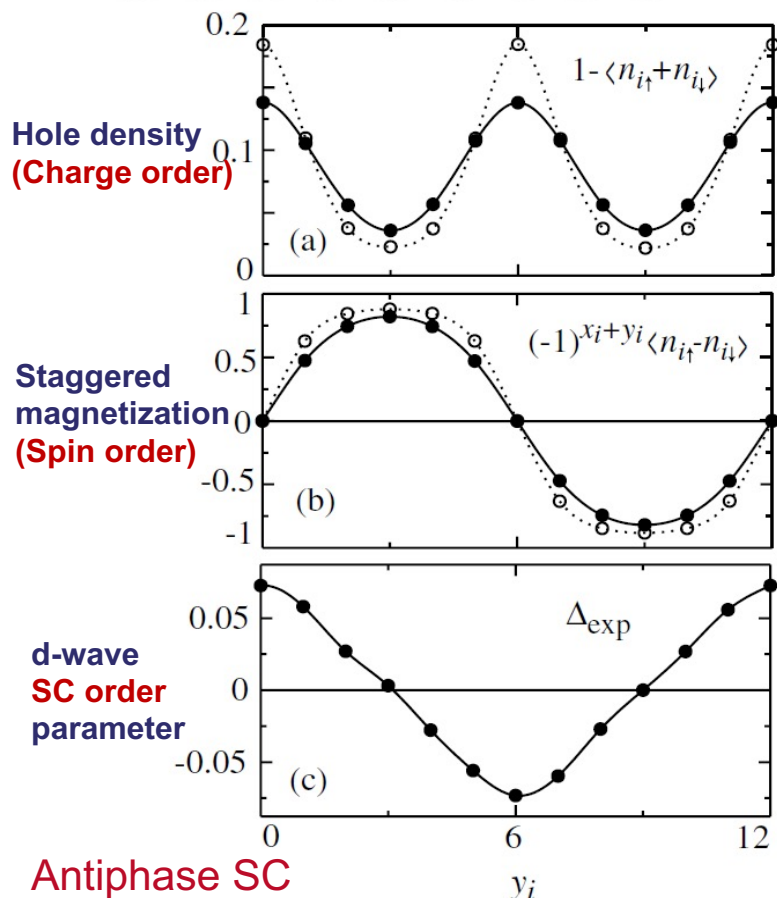 0.2
1-⟨n_{i↑}+n_{i↓}⟩
Hole density
(Charge order)
0.1
(a)
0
1
(-1)^{x_i+y_i}⟨n_{i↑}-n_{i↓}⟩
0.5
Staggered
magnetization
(Spin order)
0
-0.5
(b)
-1
0.05
Δ_{exp}
d-wave
SC order
parameter
0
-0.05
(c)
0 6 12
Antiphase SC
y_i